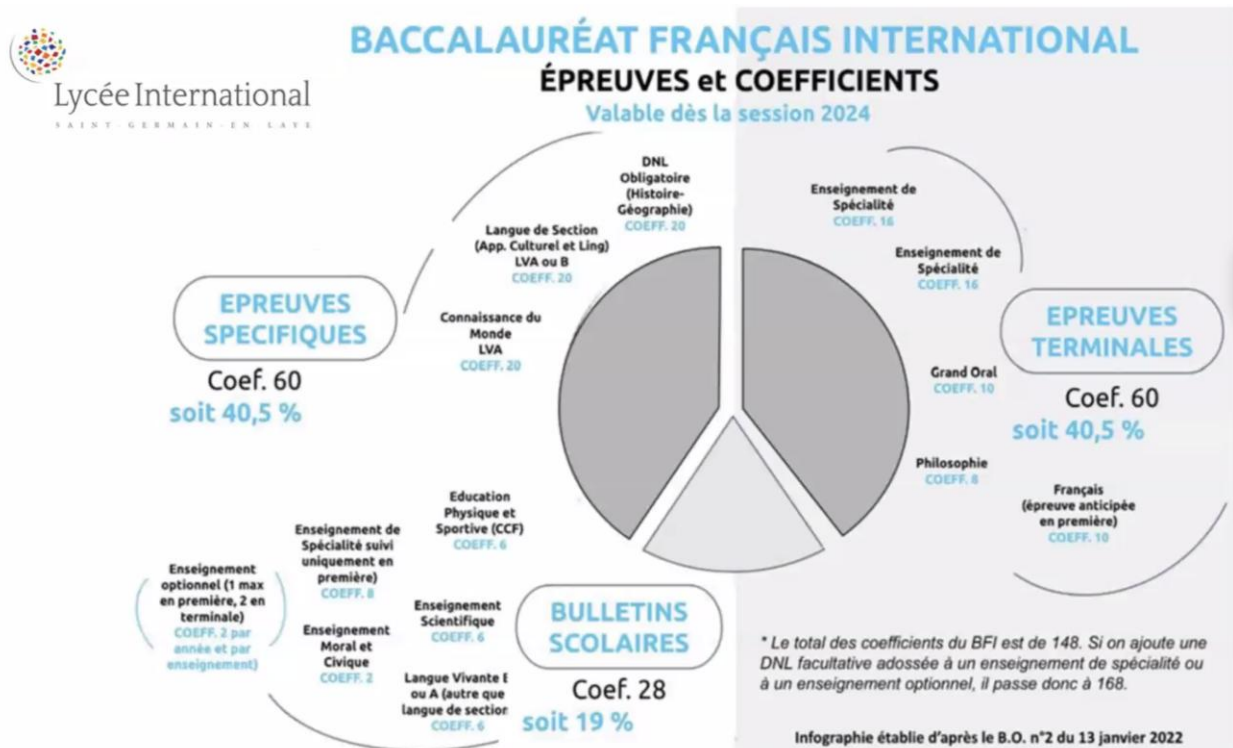 BACCALAURÉAT FRANÇAIS INTERNATIONAL
ÉPREUVES et COEFFICIENTS
Valable dès la session 2024
Lycée International
SAINT-GERMAIN-EN LAYE
DNL
Obligatoire
(Histoire-
Géographie)
COEFF. 20
Langue de Section
(App. Culturel et Ling)
LVA ou B
COEFF. 20
Connaissance du
Monde
LVA
COEFF. 20
EPREUVES
SPECIFIQUES
Coef. 60
soit 40,5 %
Enseignement de
Spécialité
COEFF. 16
Enseignement de
Spécialité
COEFF. 16
Grand Oral
COEFF. 10
Philosophie
COEFF. 8
Français
(épreuve anticipée
en première)
COEFF. 10
EPREUVES
TERMINALES
Coef. 60
soit 40,5 %
Education
Physique et
Sportive (CCF)
COEFF. 6
Enseignement de
Spécialité suivi
uniquement en
première)
COEFF. 8
Enseignement
optionnel (1 max
en première, 2 en
terminale)
COEFF. 2 par
année et par
enseignement)
Enseignement
Scientifique
COEFF. 6
Enseignement
Moral et
Civique
COEFF. 2
Langue Vivante
ou A (autre que
langue de section
COEFF. 6
BULLETINS
SCOLAIRES
Coef. 28
soit 19 %
* Le total des coefficients du BFI est de 148. Si on ajoute une
DNL facultative adossée à un enseignement de spécialité ou
à un enseignement optionnel, il passe donc à 168.
Infographie établie d'après le B.O. n°2 du 13 janvier 2022